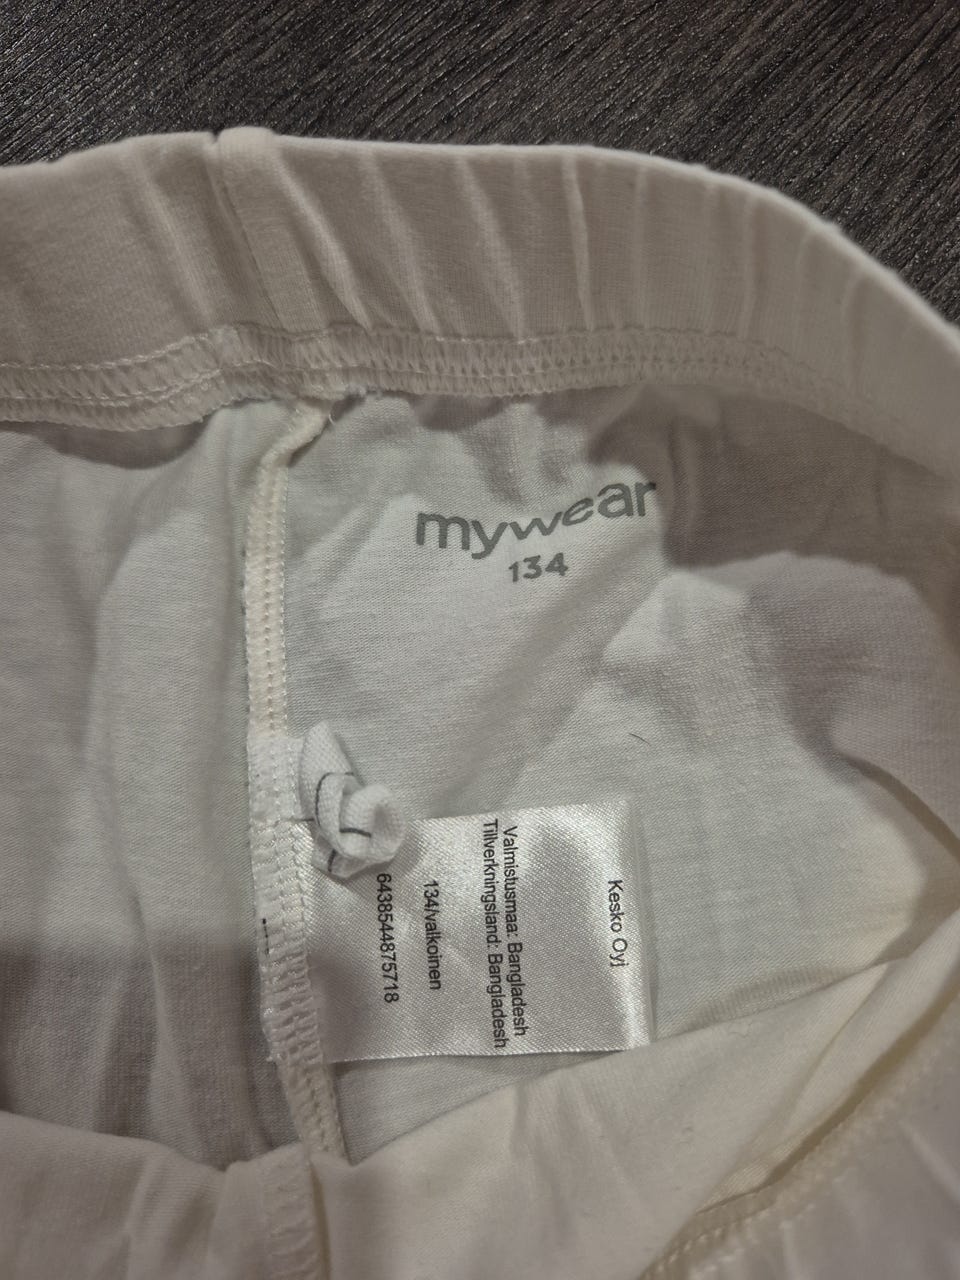 mywear
134
Kesko Oyj
Valmistusmaa: Bangladesh
Tillverkningsland: Bangladesh
134/valkoinen
6438544875718